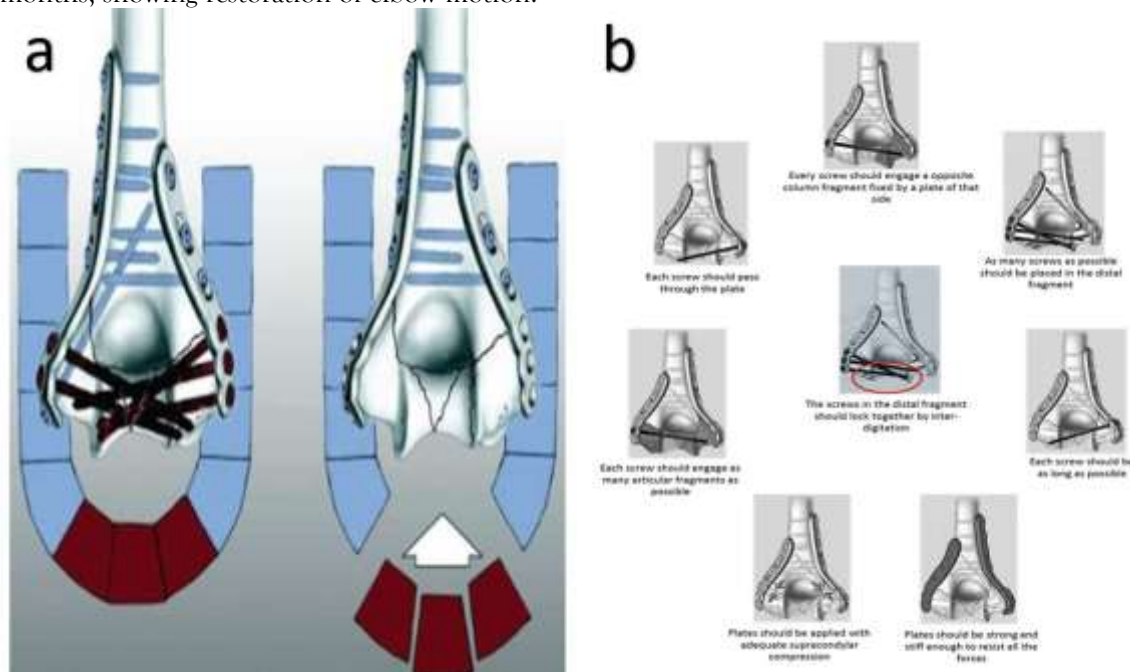 months, showing restoration of elbow motion.
a
b
Every screw should engage a opposite
column fragment fixed by a plate of that
side
Each screw should pass
through the plate
As many screws as possible
should be placed in the distal
fragment
The screws in the distal fragment
should lock together by inter-
digitation
Each screw should engage as
many articular fragments as
possible
Each screw should be
as long as possible
Plates should be applied with
adequate supracondylar
compression
Plates should be strong and
stiff enough to resist all the
forces